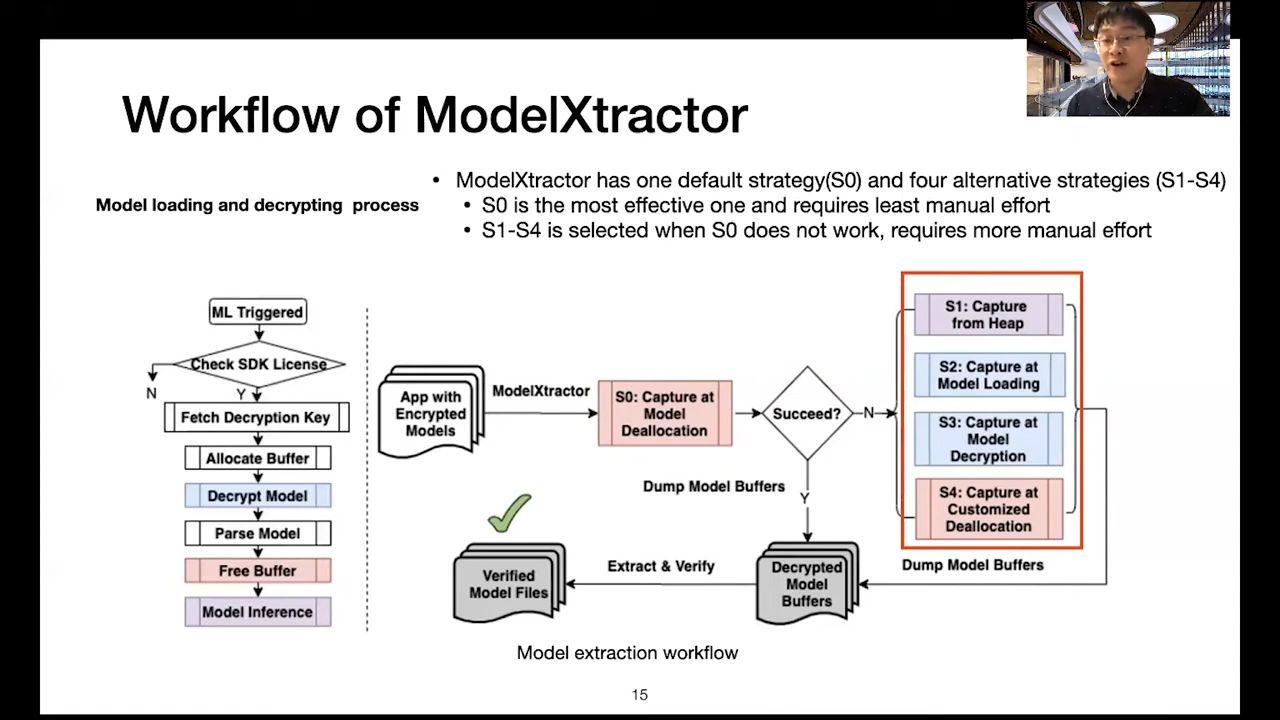 Workflow of ModelXtractor
• ModelXtractor has one default strategy(S0) and four alternative strategies (S1-S4)
Model loading and decrypting process
• S0 is the most effective one and requires least manual effort
• S1-S4 is selected when S0 does not work, requires more manual effort
ML Triggered
Check SDK License
N
Y
Fetch Decryption Key
Allocate Buffer
Decrypt Model
Parse Model
Free Buffer
Model Inference
App with
Encrypted
Models
ModelXtractor
S0: Capture at
Model
Deallocation
Succeed?
N
S1: Capture
from Heap
S2: Capture at
Model Loading
S3: Capture at
Model
Decryption
S4: Capture at
Customized
Deallocation
Dump Model Buffers
Y
Dump Model Buffers
Decrypted
Model
Buffers
Extract & Verify
Verified
Model Files
Model extraction workflow
15